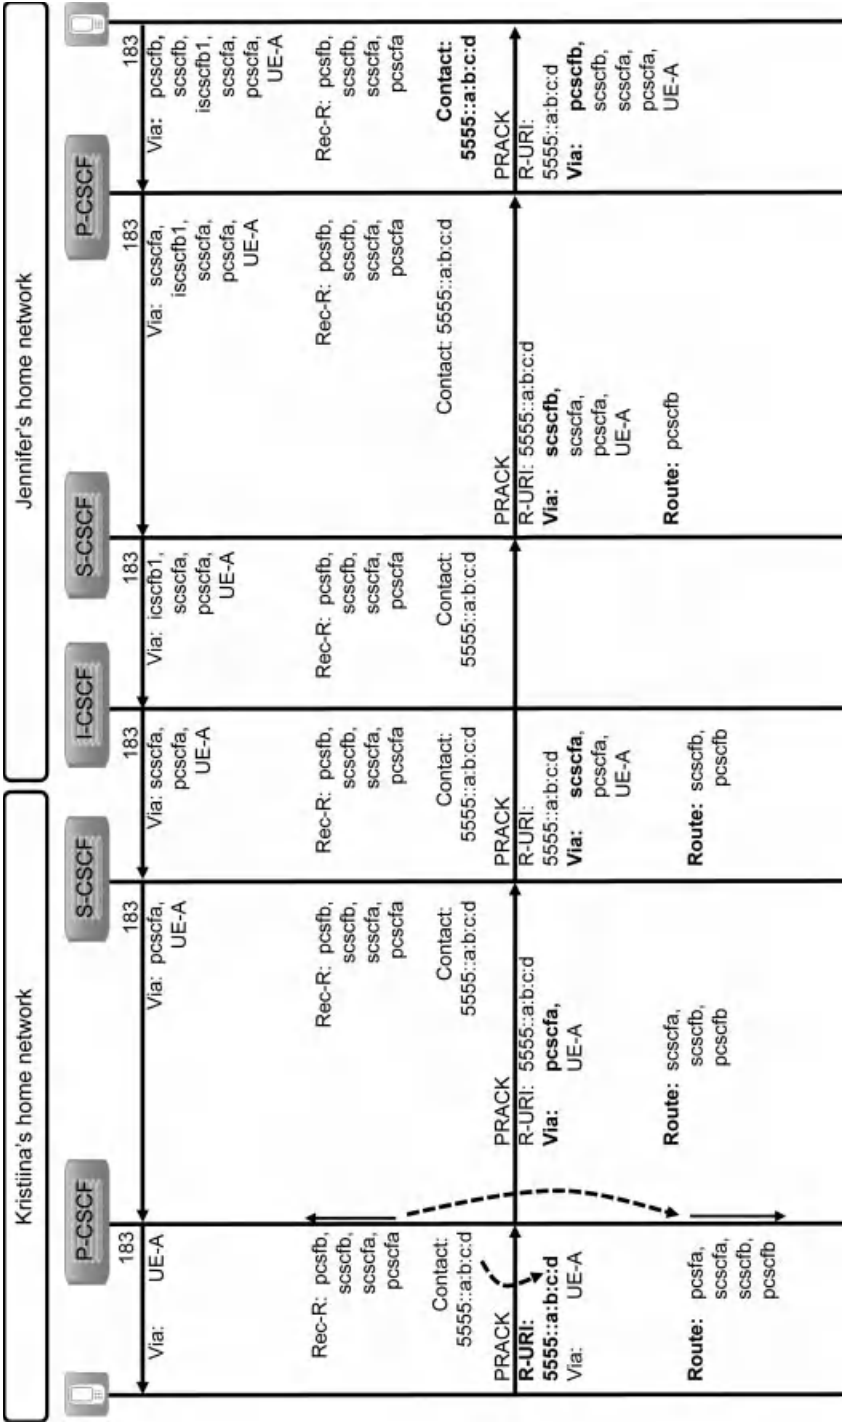 Kristiina's home network
Jennifer's home network
P-CSCF
S-CSCF
I-CSCF
S-CSCF
P-CSCF
183
Via: UE-A
Rec-R: pcsfb,
scscfb,
scscfa,
pcscfa
Contact:
5555::a:b:c:d
PRACK
R-URI:
5555::a:b:c:d
Via: UE-A
Route: pcsfa,
scscfa,
scscfb,
pcscfb
183
Via: pcscfa,
UE-A
Rec-R: pcsfb,
scscfb,
scscfa,
pcscfa
Contact:
5555::a:b:c:d
PRACK
R-URI: 5555::a:b:c:d
Via: pcscfa,
UE-A
Route: scscfa,
scscfb,
pcscfb
183
Via: scscfa,
pcscfa,
UE-A
Rec-R: pcsfb,
scscfb,
scscfa,
pcscfa
Contact:
5555::a:b:c:d
PRACK
R-URI:
5555::a:b:c:d
Via: scscfa,
pcscfa,
UE-A
Route: scscfb,
pcscfb
183
Via: icscfb1,
scscfa,
pcscfa,
UE-A
Rec-R: pcsfb,
scscfb,
scscfa,
pcscfa
Contact:
5555::a:b:c:d
183
Via: scscfa,
iscscfb1,
scscfa,
pcscfa,
UE-A
Rec-R: pcsfb,
scscfb,
scscfa,
pcscfa
Contact: 5555::a:b:c:d
PRACK
R-URI: 5555::a:b:c:d
Via: scscfb,
scscfa,
pcscfa,
UE-A
Route: pcscfb
183
Via: pcscfb,
scscfb,
iscscfb1,
scscfa,
pcscfa,
UE-A
Rec-R: pcsfb,
scscfb,
scscfa,
pcscfa
Contact:
5555::a:b:c:d
PRACK
R-URI:
5555::a:b:c:d
Via: pcscfb,
scscfb,
scscfa,
pcscfa,
UE-A